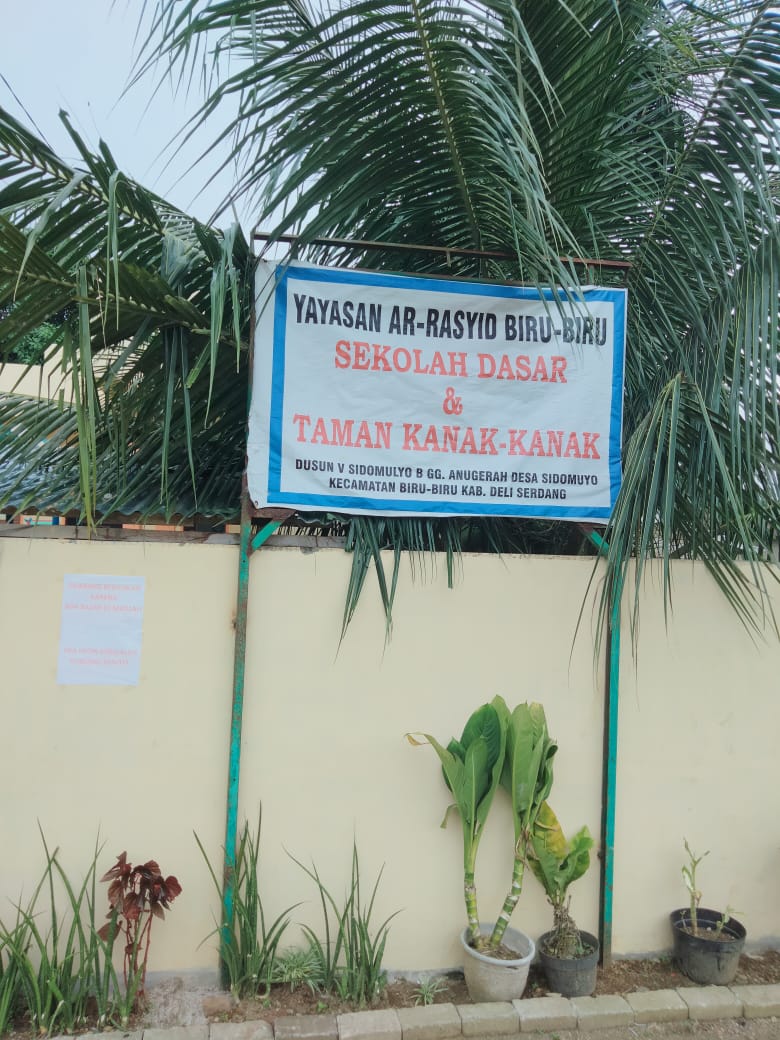 YAYASAN AR-RASYID BIRU-BIRU
SEKOLAH DASAR
&
TAMAN KANAK-KANAK
DUSUN V SIDOMULYO B GG. ANUGERAH DESA SIDOMUYO
KECAMATAN BIRU-BIRU KAB. DELI SERDANG